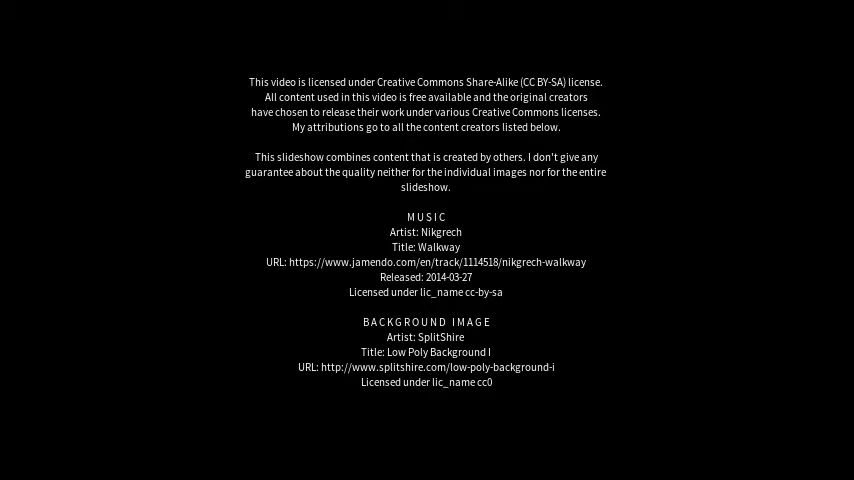 This video is licensed under Creative Commons Share-Alike (CC BY-SA) license.
All content used in this video is free available and the original creators
have chosen to release their work under various Creative Commons licenses.
My attributions go to all the content creators listed below.
This slideshow combines content that is created by others. I don't give any
guarantee about the quality neither for the individual images nor for the entire
slideshow.
MUSIC
Artist: Nikgrech
Title: Walkway
URL: https://www.jamendo.com/en/track/1114518/nikgrech-walkway
Released: 2014-03-27
Licensed under lic_name cc-by-sa
BACKGROUND IMAGE
Artist: SplitShire
Title: Low Poly Background I
URL: http://www.splitshire.com/low-poly-background-i
Licensed under lic_name cc0